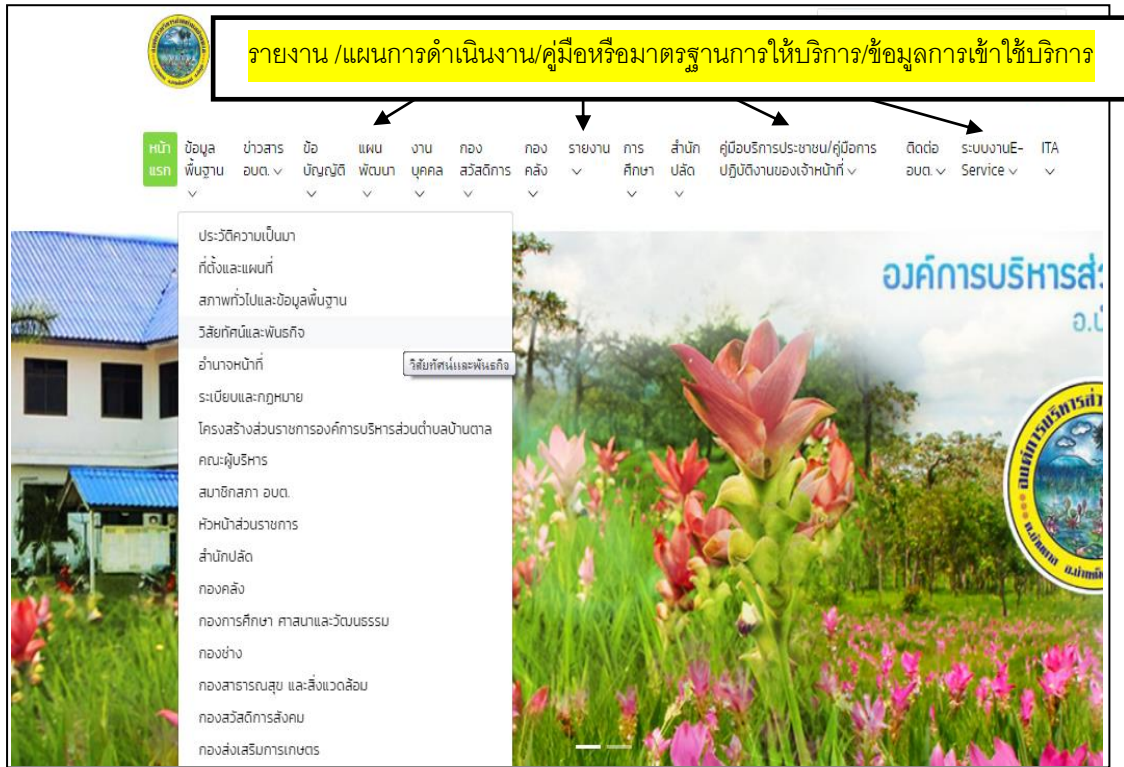 รายงาน /แผนการดำเนินงาน/คู่มือหรือมาตรฐานการให้บริการ/ข้อมูลการเข้าใช้บริการ
หน้าแรก
ข้อมูลพื้นฐาน
ข่าวสาร อบต.
ข้อบัญญัติ
แผนพัฒนา
งานบุคคล
กองสวัสดิการ
กองคลัง
รายงาน
การศึกษา
สำนักปลัด
คู่มือบริการประชาชน/คู่มือการ
ปฏิบัติงานของเจ้าหน้าที่
ติดต่อ อบต.
ระบบงานE-
Service
ITA
ประวัติความเป็นมา
ที่ตั้งและแผนที่
สภาพทั่วไปและข้อมูลพื้นฐาน
วิสัยทัศน์และพันธกิจ
อำนาจหน้าที่
วิสัยทัศน์และพันธกิจ
ระเบียบและกฎหมาย
โครงสร้างส่วนราชการองค์การบริหารส่วนตำบลบ้านตาล
คณะผู้บริหาร
สมาชิกสภา อบต.
หัวหน้าส่วนราชการ
สำนักปลัด
กองคลัง
กองการศึกษา ศาสนาและวัฒนธรรม
กองช่าง
กองสาธารณสุข และสิ่งแวดล้อม
กองสวัสดิการสังคม
กองส่งเสริมการเกษตร
องค์การบริหารส่ว